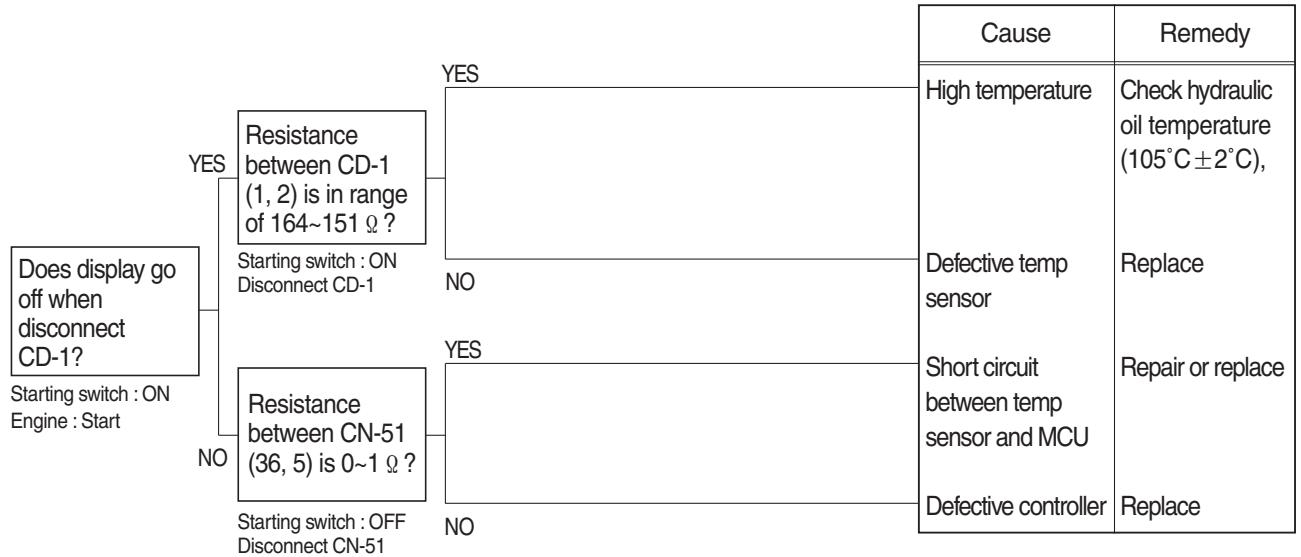 Cause
Remedy
YES
High temperature
Check hydraulic
oil temperature
(105˚C±2˚C),
Resistance
between CD-1
(1, 2) is in range
of 164~151 Ω ?
YES
Starting switch : ON
Disconnect CD-1
NO
Defective temp
sensor
Replace
Does display go
off when
disconnect
CD-1?
Starting switch : ON
Engine : Start
YES
Short circuit
between temp
sensor and MCU
Repair or replace
Resistance
between CN-51
(36, 5) is 0~1 Ω ?
NO
Starting switch : OFF
Disconnect CN-51
NO
Defective controller
Replace